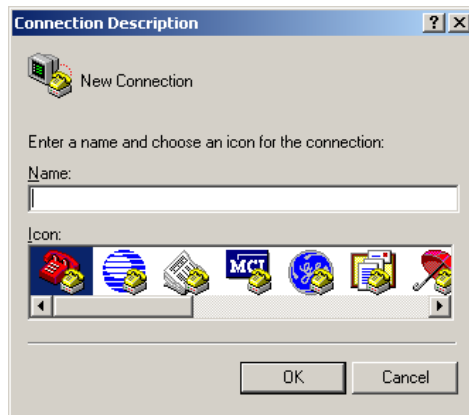 Connection Description
New Connection
Enter a name and choose an icon for the connection:
Name:
Icon:
MCI
OK
Cancel